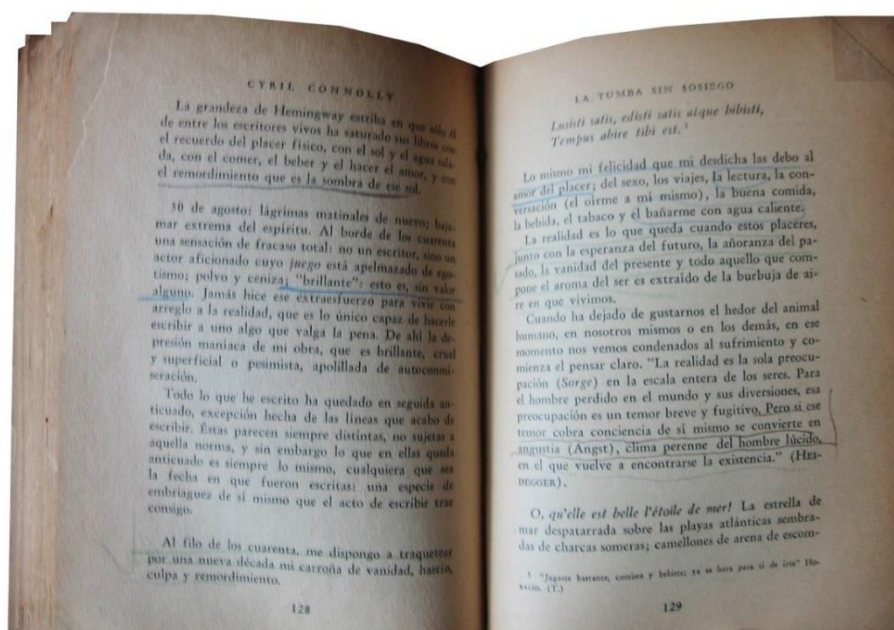 CYRIL CONNOLLY
La grandeza de Hemingway estriba en que sólo él
de entre los escritores vivos ha saturado sus libros con
el recuerdo del placer físico, con el sol y el agua sala-
da, con el comer, el beber y el hacer el amor, y con
el remordimiento que es la sombra de ese sol.
30 de agosto: lágrimas matinales de nuevo; baja-
mar extrema del espíritu. Al borde de los cuarenta
una sensación de fracaso total: no un escritor, sino un
actor aficionado cuyo juego está apelmazado de ego-
tismo; polvo y ceniza; "brillante": esto es, sin valor
alguno. Jamás hice ese extraesfuerzo para vivir con
arreglo a la realidad, que es lo único capaz de hacerle
escribir a uno algo que valga la pena. De ahí la de-
presión maniaca de mi obra, que es brillante, cruel
y superficial o pesimista, apolillada de autoconmi-
seración.
Todo lo que he escrito ha quedado en seguida an-
ticuado, excepción hecha de las líneas que acabo de
escribir. Éstas parecen siempre distintas, no sujetas a
aquella norma, y sin embargo lo que en ellas queda
anticuado es siempre lo mismo, cualquiera que sea
la fecha en que fueron escritas: una especie de
embriaguez de sí mismo que el acto de escribir trae
consigo.
Al filo de los cuarenta, me dispongo a traquetear
por una nueva década mi carroña de vanidad, hastío,
culpa y remordimiento.
128
LA TUMBA SIN SOSIEGO
Lusisti satis, edisti satis atque bibisti,
Tempus abire tibi est.¹
Lo mismo mi felicidad que mi desdicha las debo al
amor del placer; del sexo, los viajes, la lectura, la con-
versación (el oírme a mí mismo), la buena comida,
la bebida, el tabaco y el bañarme con agua caliente.
La realidad es lo que queda cuando estos placeres,
junto con la esperanza del futuro, la añoranza del pa-
sado, la vanidad del presente y todo aquello que com-
pone el aroma del ser es extraído de la burbuja de ai-
re en que vivimos.
Cuando ha dejado de gustarnos el hedor del animal
humano, en nosotros mismos o en los demás, en ese
momento nos vemos condenados al sufrimiento y co-
mienza el pensar claro. "La realidad es la sola preocu-
pación (Sorge) en la escala entera de los seres. Para
el hombre perdido en el mundo y sus diversiones, esa
preocupación es un temor breve y fugitivo. Pero si ese
temor cobra conciencia de sí mismo se convierte en
angustia (Angst), clima perenne del hombre lúcido,
en el que vuelve a encontrarse la existencia." (HEI-
DEGGER).
O, qu'elle est belle l'étoile de mer! La estrella de
mar despatarrada sobre las playas atlánticas sembra-
das de charcas someras; camellones de arena de escom-
1 "Jugaste bastante, comiste y bebiste; ya es hora para ti de irte" Ho-
RACIO. (T.)
129